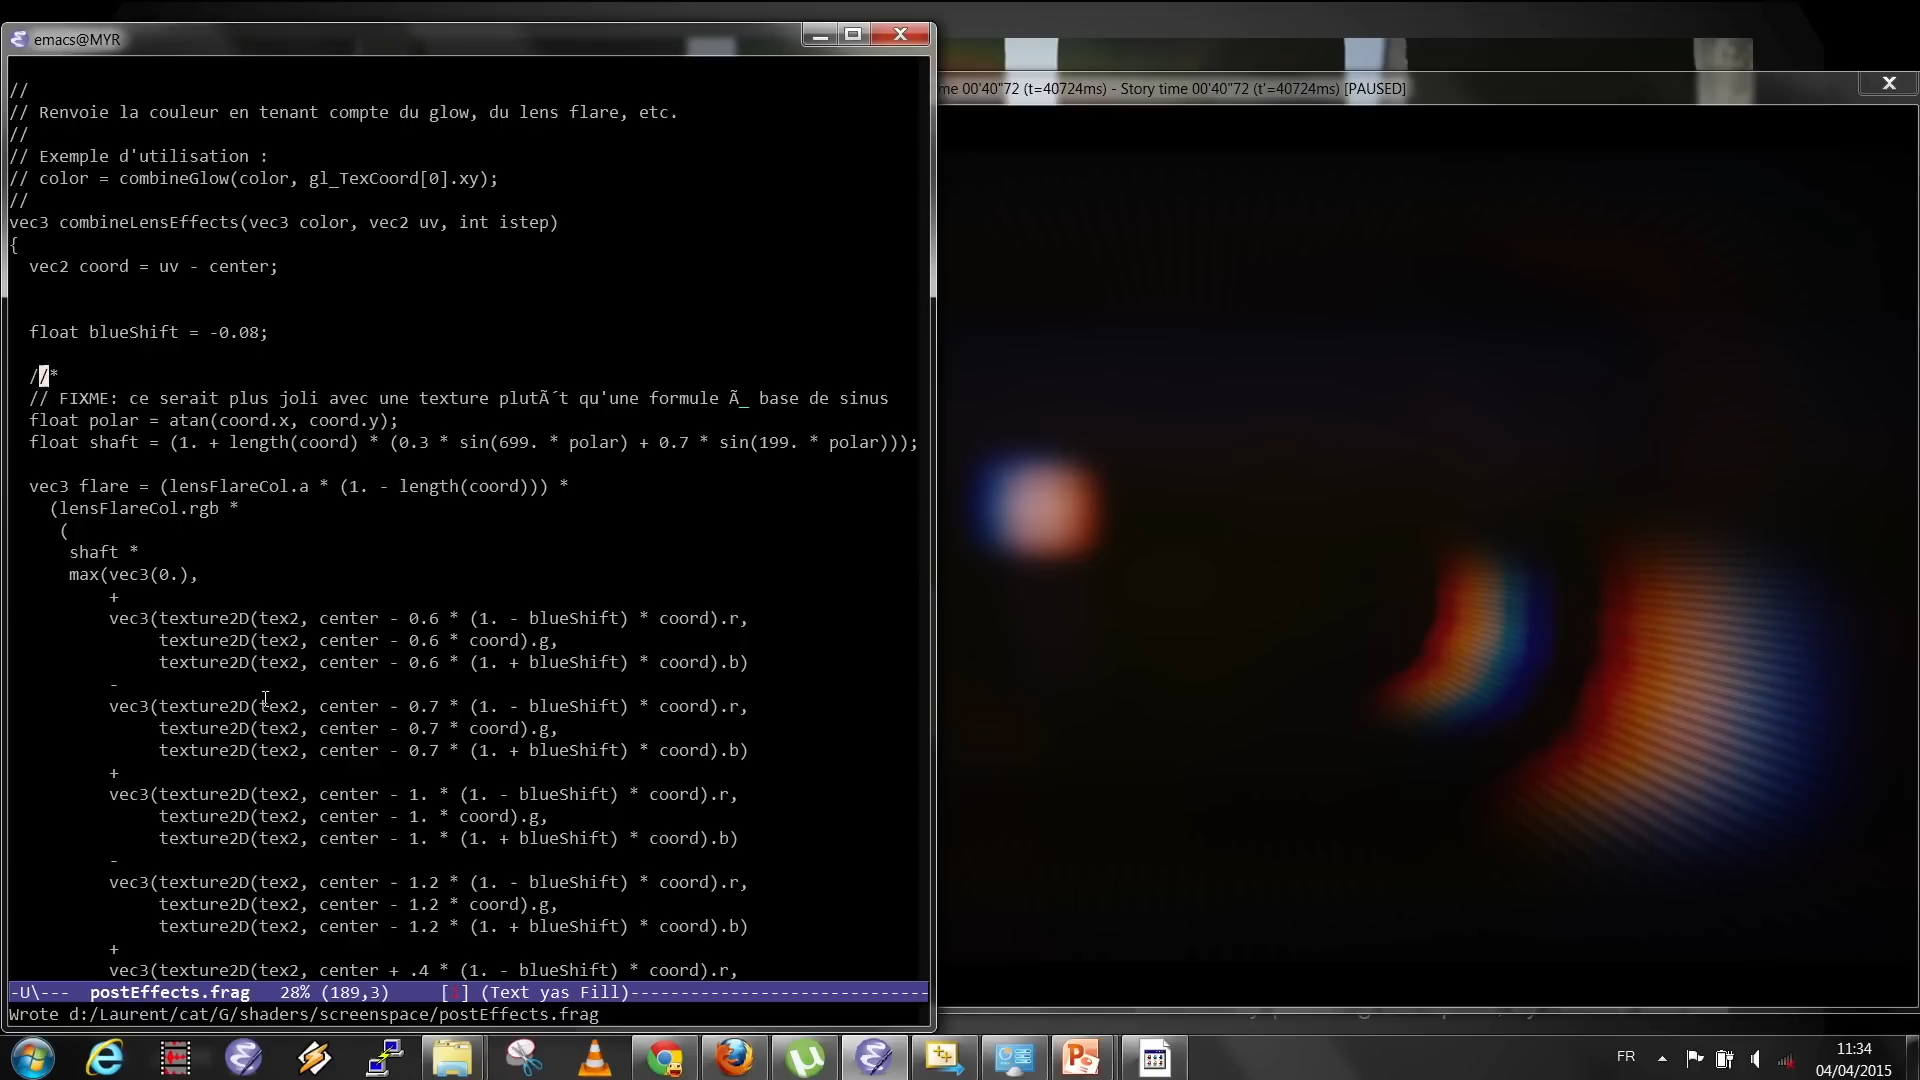 emacs@MYR
//
// Renvoie la couleur en tenant compte du glow, du lens flare, etc.
//
// Exemple d'utilisation :
// color = combineGlow(color, gl_TexCoord[0].xy);
//
vec3 combineLensEffects(vec3 color, vec2 uv, int istep)
{
vec2 coord = uv - center;
float blueShift = -0.08;
//*
// FIXME: ce serait plus joli avec une texture plutÃ´t qu'une formule Ã_ base de sinus
float polar = atan(coord.x, coord.y);
float shaft = (1. + length(coord) * (0.3 * sin(699. * polar) + 0.7 * sin(199. * polar)));
vec3 flare = (lensFlareCol.a * (1. - length(coord))) *
(lensFlareCol.rgb *
(
shaft *
max(vec3(0.),
+
vec3(texture2D(tex2, center - 0.6 * (1. - blueShift) * coord).r,
texture2D(tex2, center - 0.6 * coord).g,
texture2D(tex2, center - 0.6 * (1. + blueShift) * coord).b)
-
vec3(texture2D(tex2, center - 0.7 * (1. - blueShift) * coord).r,
texture2D(tex2, center - 0.7 * coord).g,
texture2D(tex2, center - 0.7 * (1. + blueShift) * coord).b)
+
vec3(texture2D(tex2, center - 1. * (1. - blueShift) * coord).r,
texture2D(tex2, center - 1. * coord).g,
texture2D(tex2, center - 1. * (1. + blueShift) * coord).b)
-
vec3(texture2D(tex2, center - 1.2 * (1. - blueShift) * coord).r,
texture2D(tex2, center - 1.2 * coord).g,
texture2D(tex2, center - 1.2 * (1. + blueShift) * coord).b)
+
vec3(texture2D(tex2, center + .4 * (1. - blueShift) * coord).r,
-U\--- postEffects.frag 28% (189,3) [ ] (Text yas Fill)------------------------------
Wrote d:/Laurent/cat/G/shaders/screenspace/postEffects.frag
me 00'40"72 (t=40724ms) - Story time 00'40"72 (t'=40724ms) [PAUSED]
FR
11:34
04/04/2015